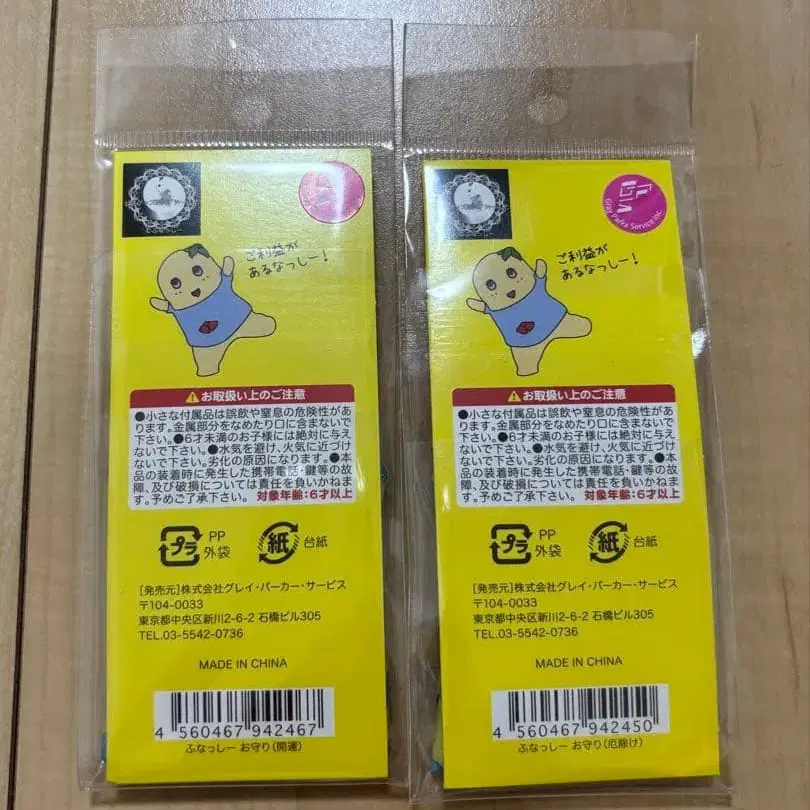 ご利益が
あるなっしー!
⚠お取扱い上のご注意
●小さな付属品は誤飲や窒息の危険性があ
ります。金属部分をなめたり口に含まないで
下さい。●6才未満のお子様には絶対に与え
ないで下さい。●水気を避け、火気に近づけ
ないで下さい。劣化の原因になります。●本
品の装着時に発生した携帯電話・鍵等の故
障、及び破損については責任を負いかねま
す。予めご了承下さい。 対象年齢:6才以上
プラ PP 外袋 紙 台紙
[発売元]株式会社グレイ・パーカー・サービス
〒104-0033
東京都中央区新川2-6-2 石橋ビル305
TEL.03-5542-0736
MADE IN CHINA
4 560467 942467
ふなっしー お守り(開運)
Gray Parka Service Inc.
ご利益が
あるなっしー!
⚠お取扱い上のご注意
●小さな付属品は誤飲や窒息の危険性があ
ります。金属部分をなめたり口に含まないで
下さい。●6才未満のお子様には絶対に与え
ないで下さい。●水気を避け、火気に近づけ
ないで下さい。劣化の原因になります。●本
品の装着時に発生した携帯電話・鍵等の故
障、及び破損については責任を負いかねま
す。予めご了承下さい。 対象年齢:6才以上
プラ PP 外袋 紙 台紙
[発売元]株式会社グレイ・パーカー・サービス
〒104-0033
東京都中央区新川2-6-2 石橋ビル305
TEL.03-5542-0736
MADE IN CHINA
4 560467 942450
ふなっしー お守り(厄除け)